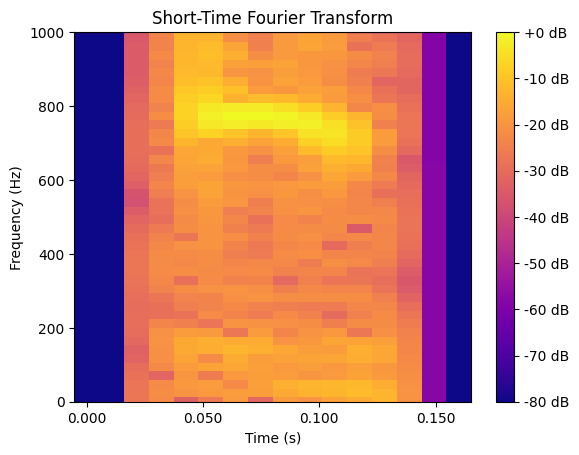 Short-Time Fourier Transform
1000
800
600
400
200
0
Frequency (Hz)
0.000
0.050
0.100
0.150
Time (s)
+0 dB
-10 dB
-20 dB
-30 dB
-40 dB
-50 dB
-60 dB
-70 dB
-80 dB